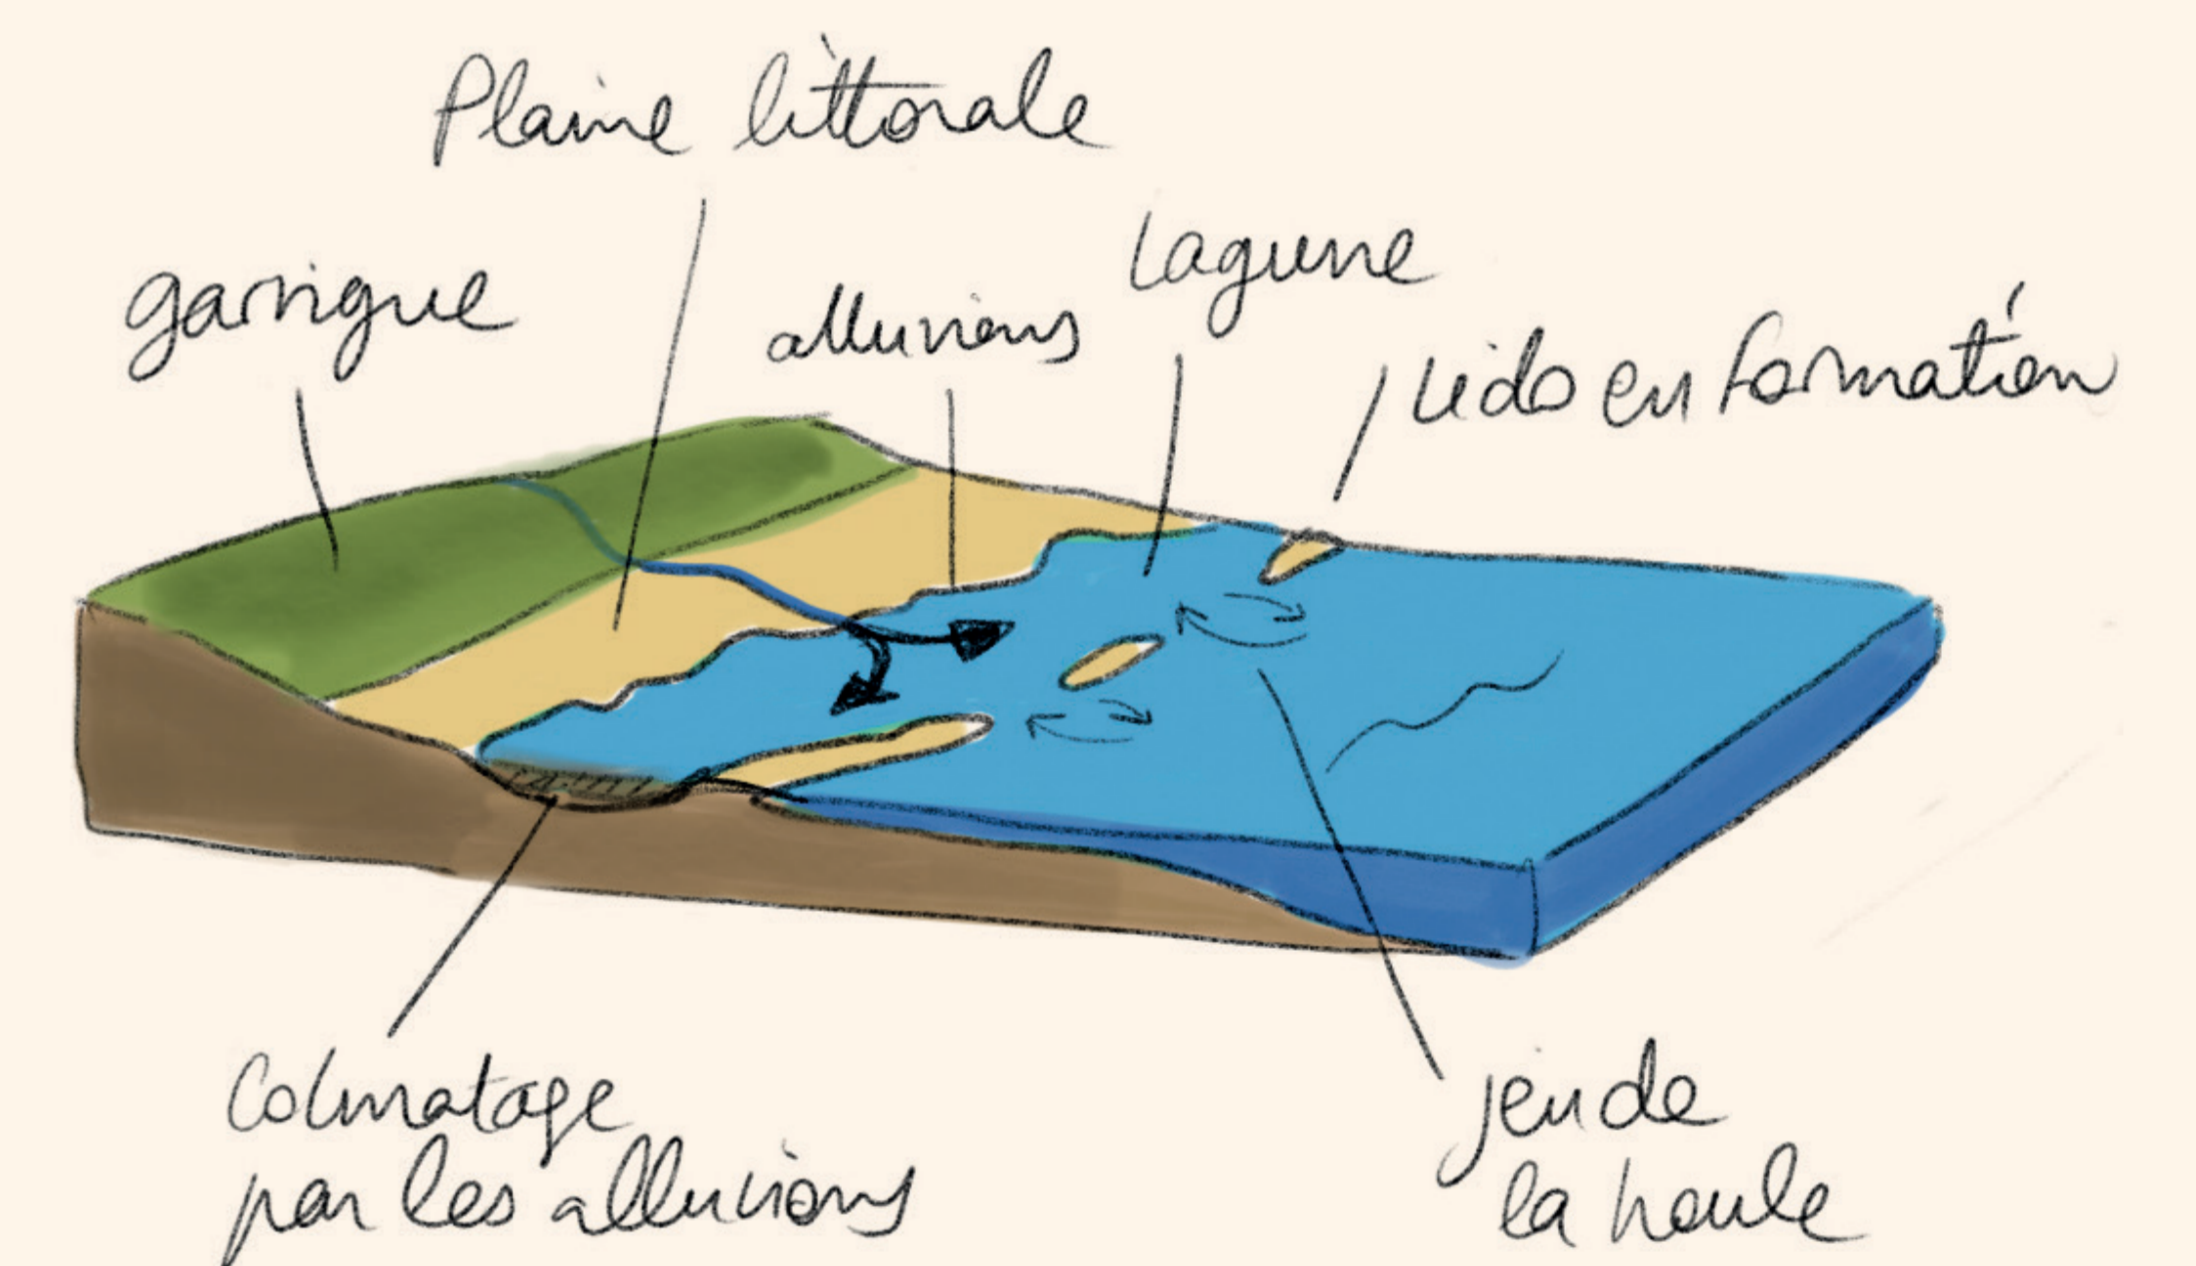 Plaine littorale
garrigue
alluvions
Lagune
Lido en formation
Colmatage
par les alluvions
jeu de
la houle